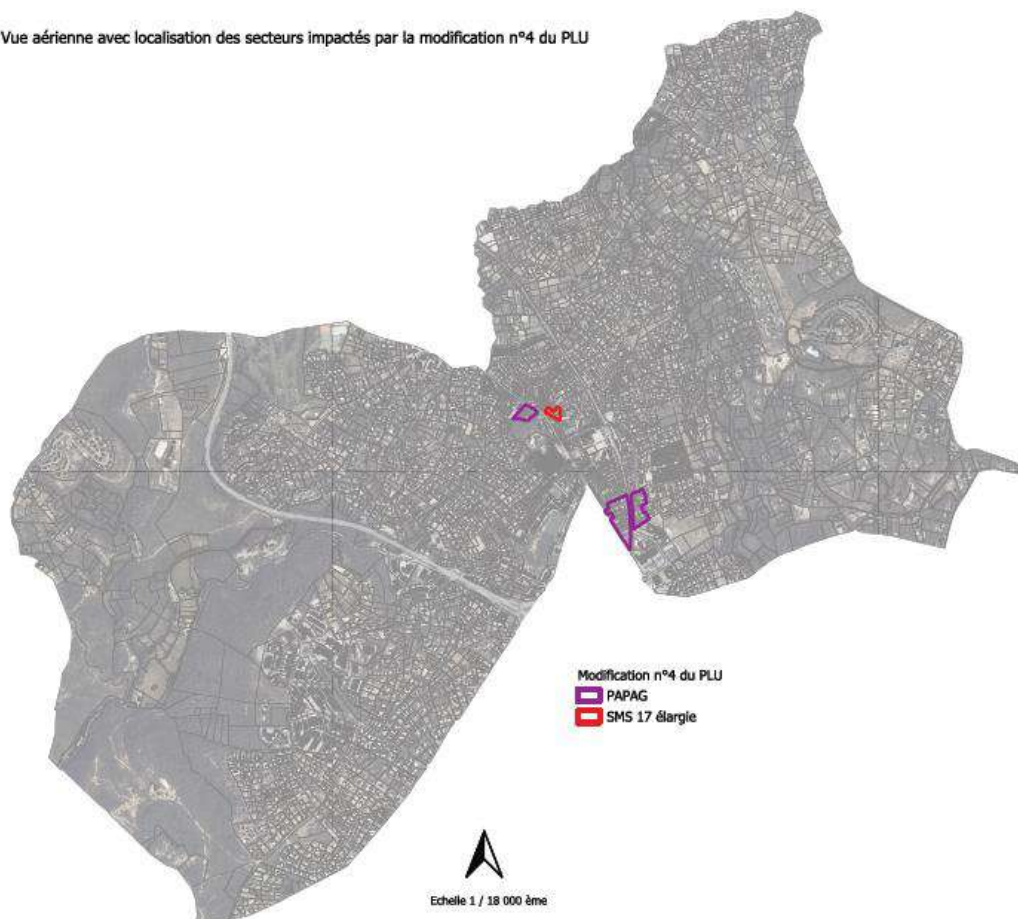 Vue aérienne avec localisation des secteurs impactés par la modification n°4 du PLU
Modification n°4 du PLU
PAPAG
SMS 17 élargie
Echelle 1 / 18 000 ème